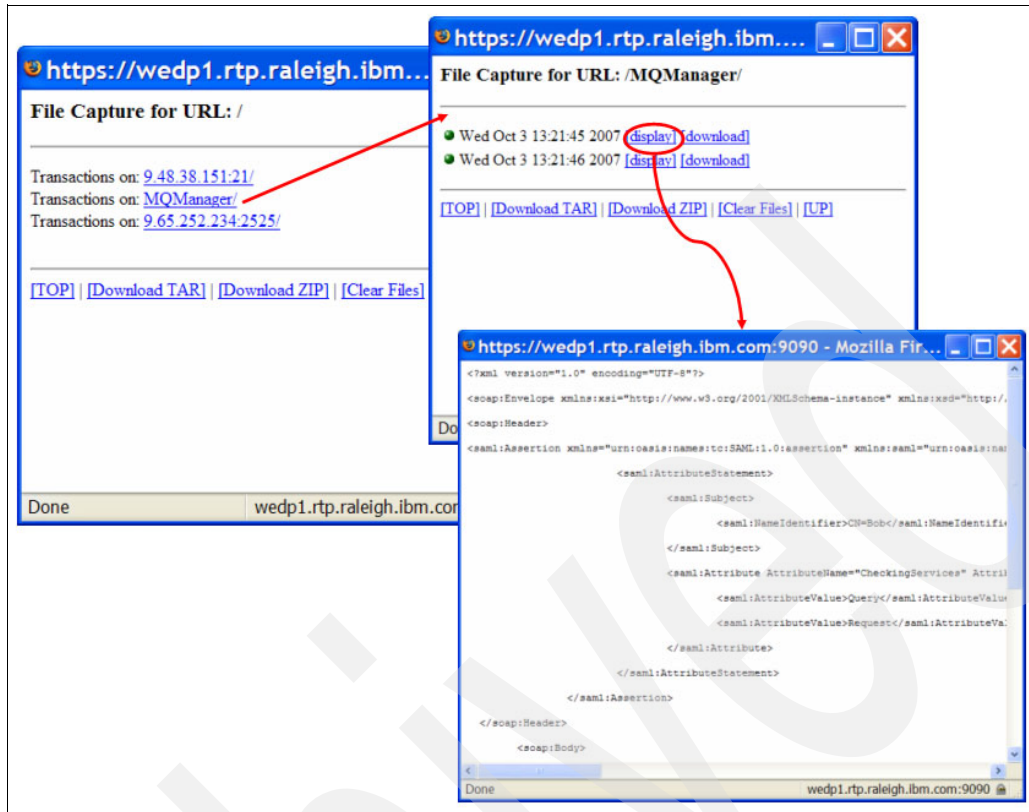 https://wedp1.rtp.raleigh.ibm...
File Capture for URL: /
Transactions on: 9.48.38.151:21/
Transactions on: MQManager/
Transactions on: 9.65.252.234:2525/
[TOP] | [Download TAR] | [Download ZIP] | [Clear Files]
Done wedp1.rtp.raleigh.ibm.com
https://wedp1.rtp.raleigh.ibm....
File Capture for URL: /MQManager/
Wed Oct 3 13:21:45 2007 [display] [download]
Wed Oct 3 13:21:46 2007 [display] [download]
[TOP] | [Download TAR] | [Download ZIP] | [Clear Files] | [UP]
Do
https://wedp1.rtp.raleigh.ibm.com:9090 - Mozilla Fir...
<?xml version="1.0" encoding="UTF-8"?>
<soap:Envelope xmlns:xsi="http://www.w3.org/2001/XMLSchema-instance" xmlns:xsd="http:/
<soap:Header>
<saml:Assertion xmlns="urn:oasis:names:tc:SAML:1.0:assertion" xmlns:saml="urn:oasis:na
<saml:AttributeStatement>
<saml:Subject>
<saml:NameIdentifier>CN=Bob</saml:NameIdentifi
</saml:Subject>
<saml:Attribute AttributeName="CheckingServices" Attri
<saml:AttributeValue>Query</saml:AttributeValu
<saml:AttributeValue>Request</saml:AttributeVa
</saml:Attribute>
</saml:AttributeStatement>
</saml:Assertion>
</soap:Header>
<soap:Body>
Done wedp1.rtp.raleigh.ibm.com:9090